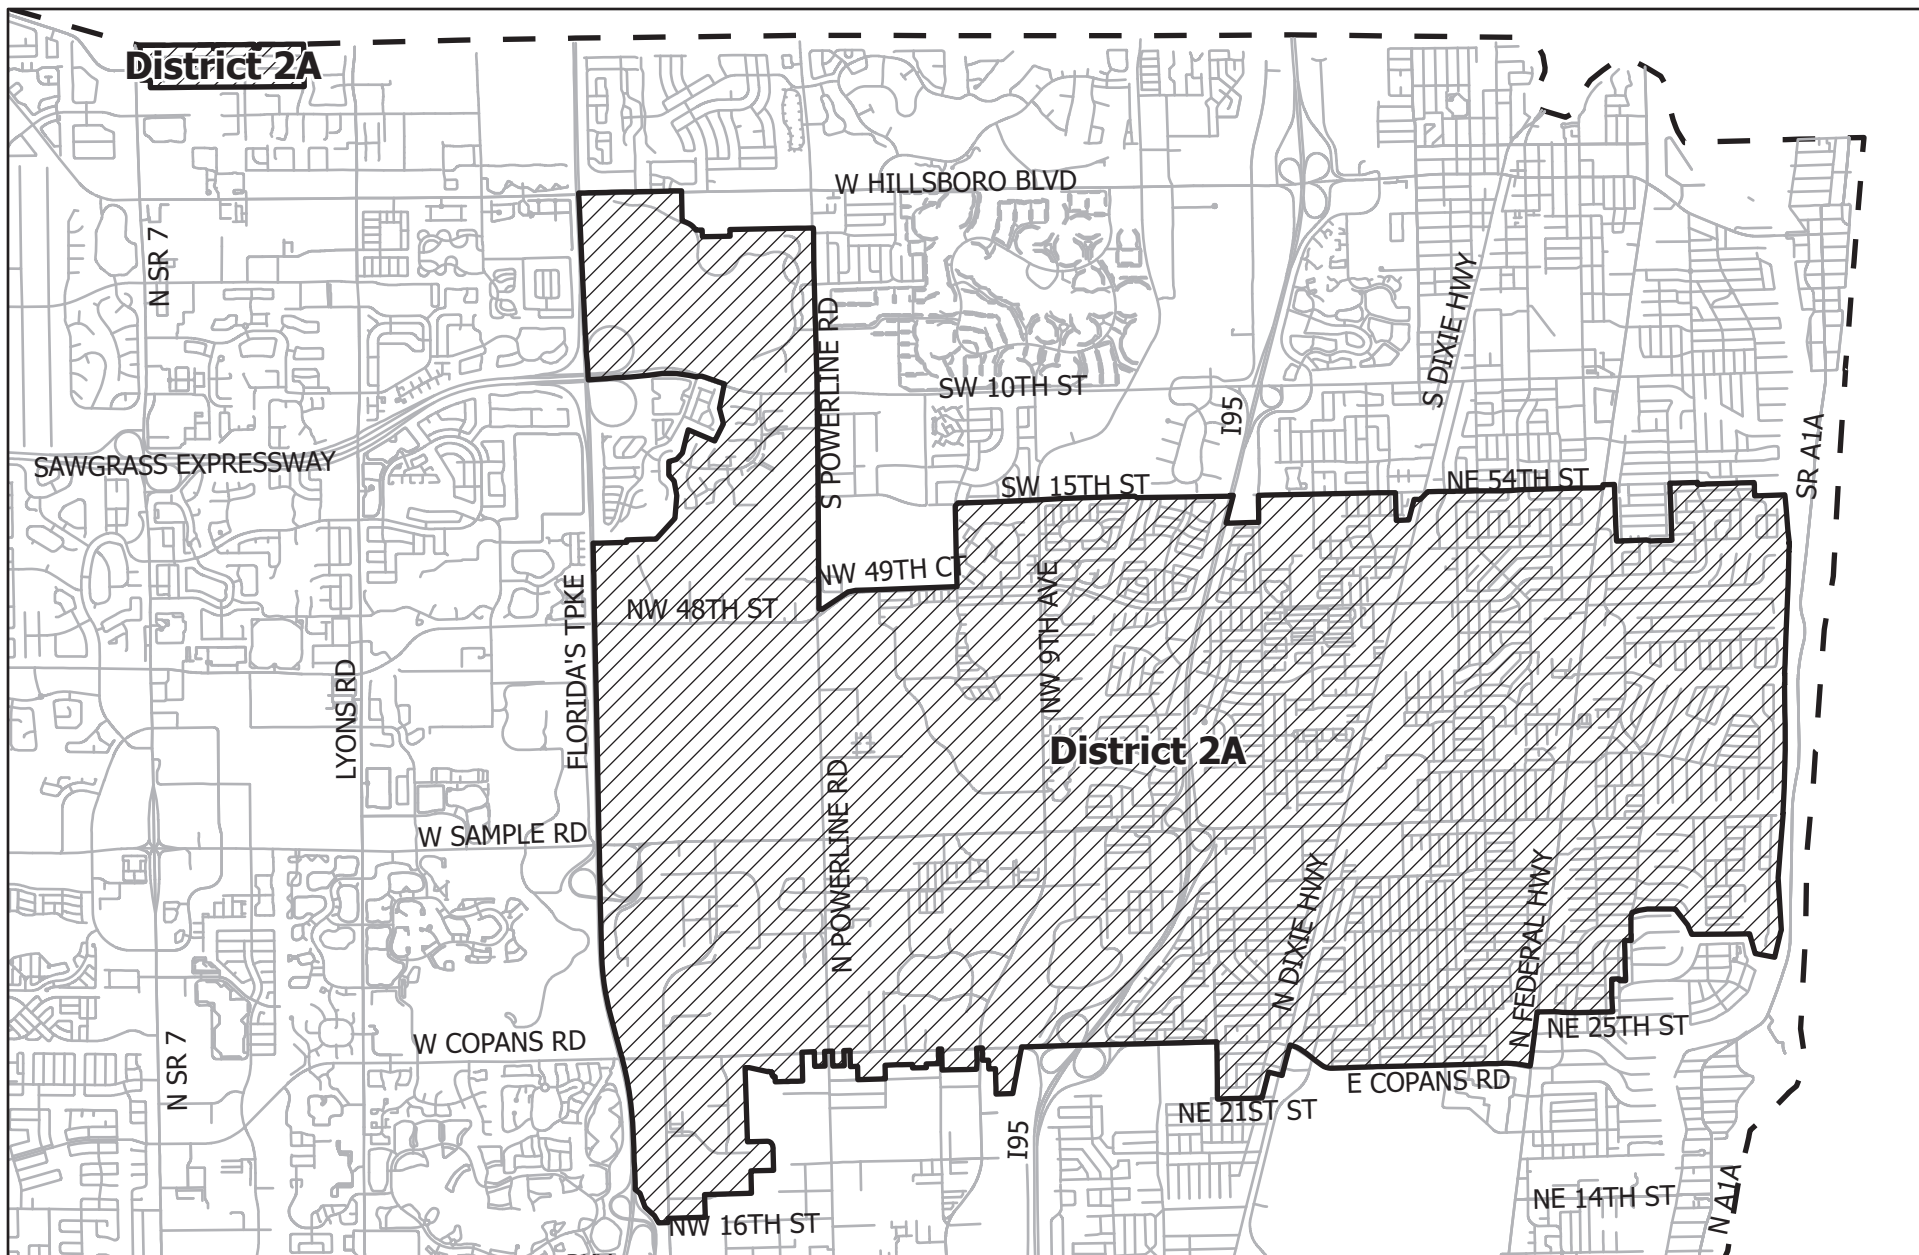 District 2A
W HILLSBORO BLVD
N SR 7
S DIXIE HWY
S POWERLINE RD
SW 10TH ST
I95
SR A1A
SAWGRASS EXPRESSWAY
SW 15TH ST
NE 54TH ST
NW 49TH CT
NW 9TH AVE
FLORIDA'S TPKE
NW 48TH ST
LYONS RD
District 2A
N POWERLINE RD
W SAMPLE RD
N DIXIE HWY
N FEDERAL HWY
W COPANS RD
NE 25TH ST
N SR 7
E COPANS RD
NE 21ST ST
I95
N A1A
NE 14TH ST
NW 16TH ST